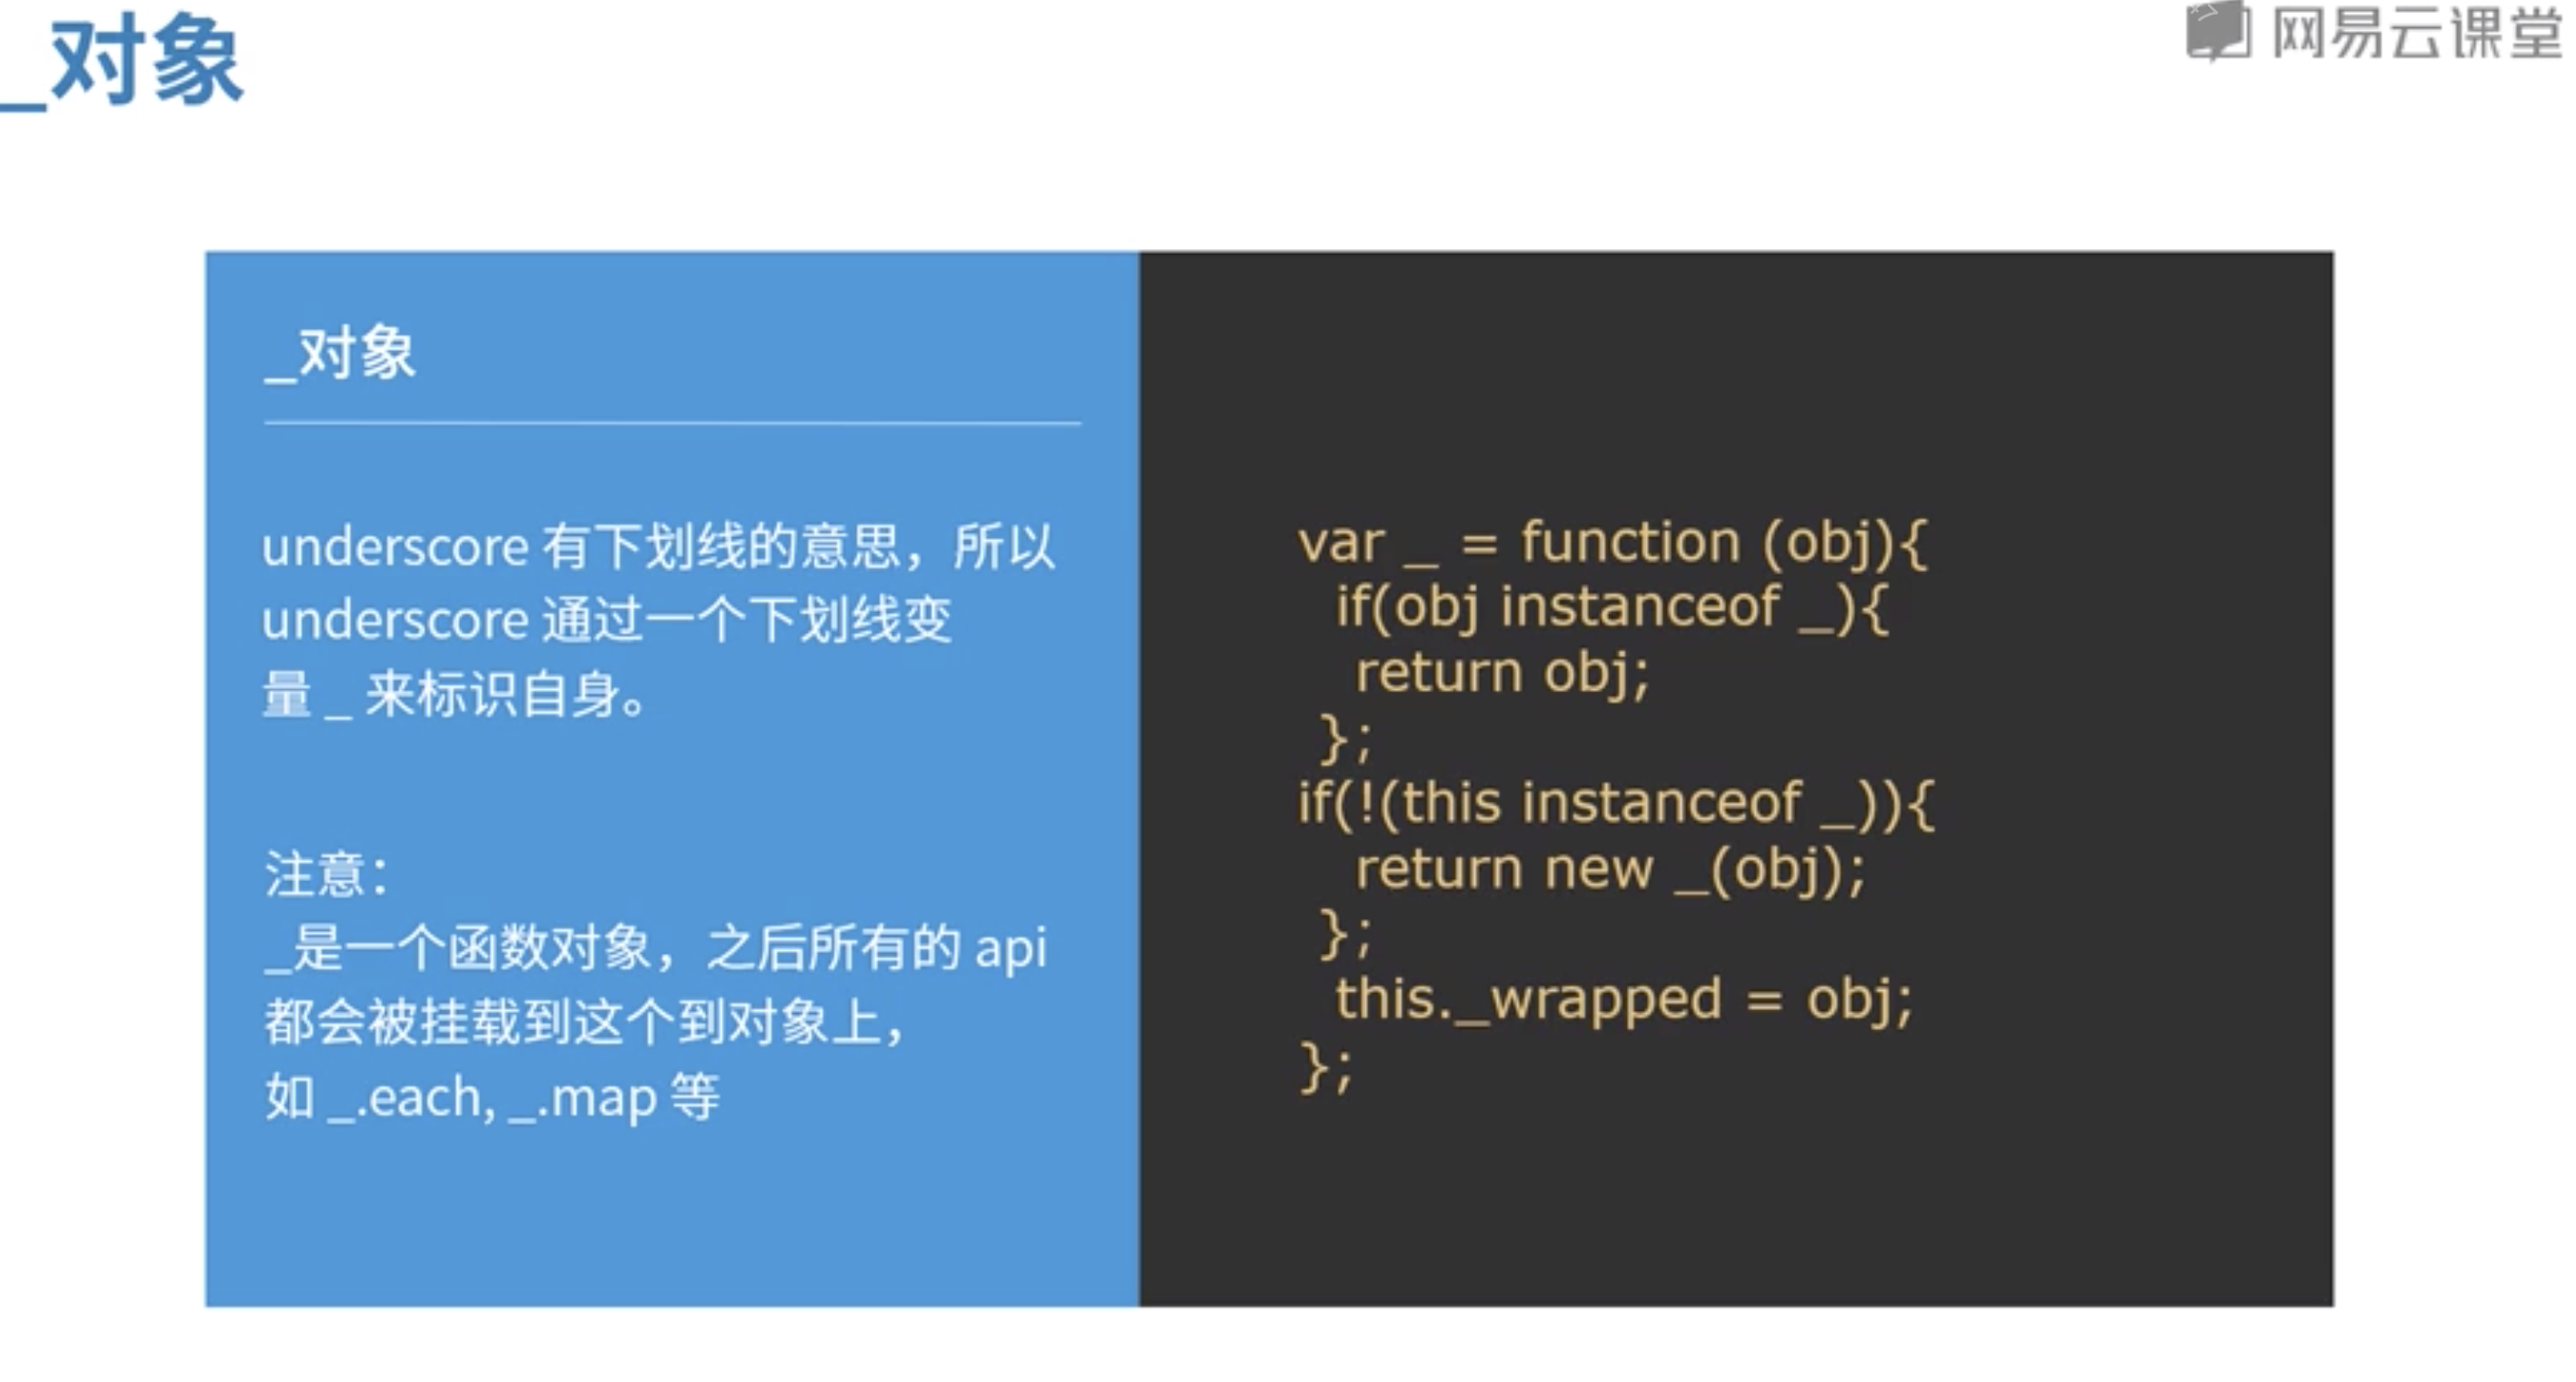 _对象
网易云课堂
_对象
underscore 有下划线的意思，所以
underscore 通过一个下划线变
量 _ 来标识自身。
注意：
_是一个函数对象，之后所有的 api
都会被挂载到这个到对象上，
如 _.each, _.map 等
var _ = function (obj){
if(obj instanceof _){
return obj;
};
if(!(this instanceof _)){
return new _(obj);
};
this._wrapped = obj;
};